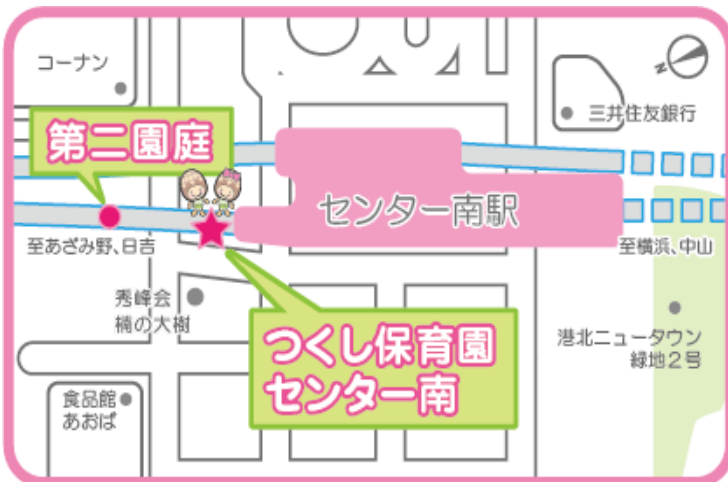 コーナン
N
三井住友銀行
第二園庭
センター南駅
至あざみ野、日吉
至横浜、中山
秀峰会
楠の大樹
つくし保育園
センター南
港北ニュータウン
緑地2号
食品館
あおば